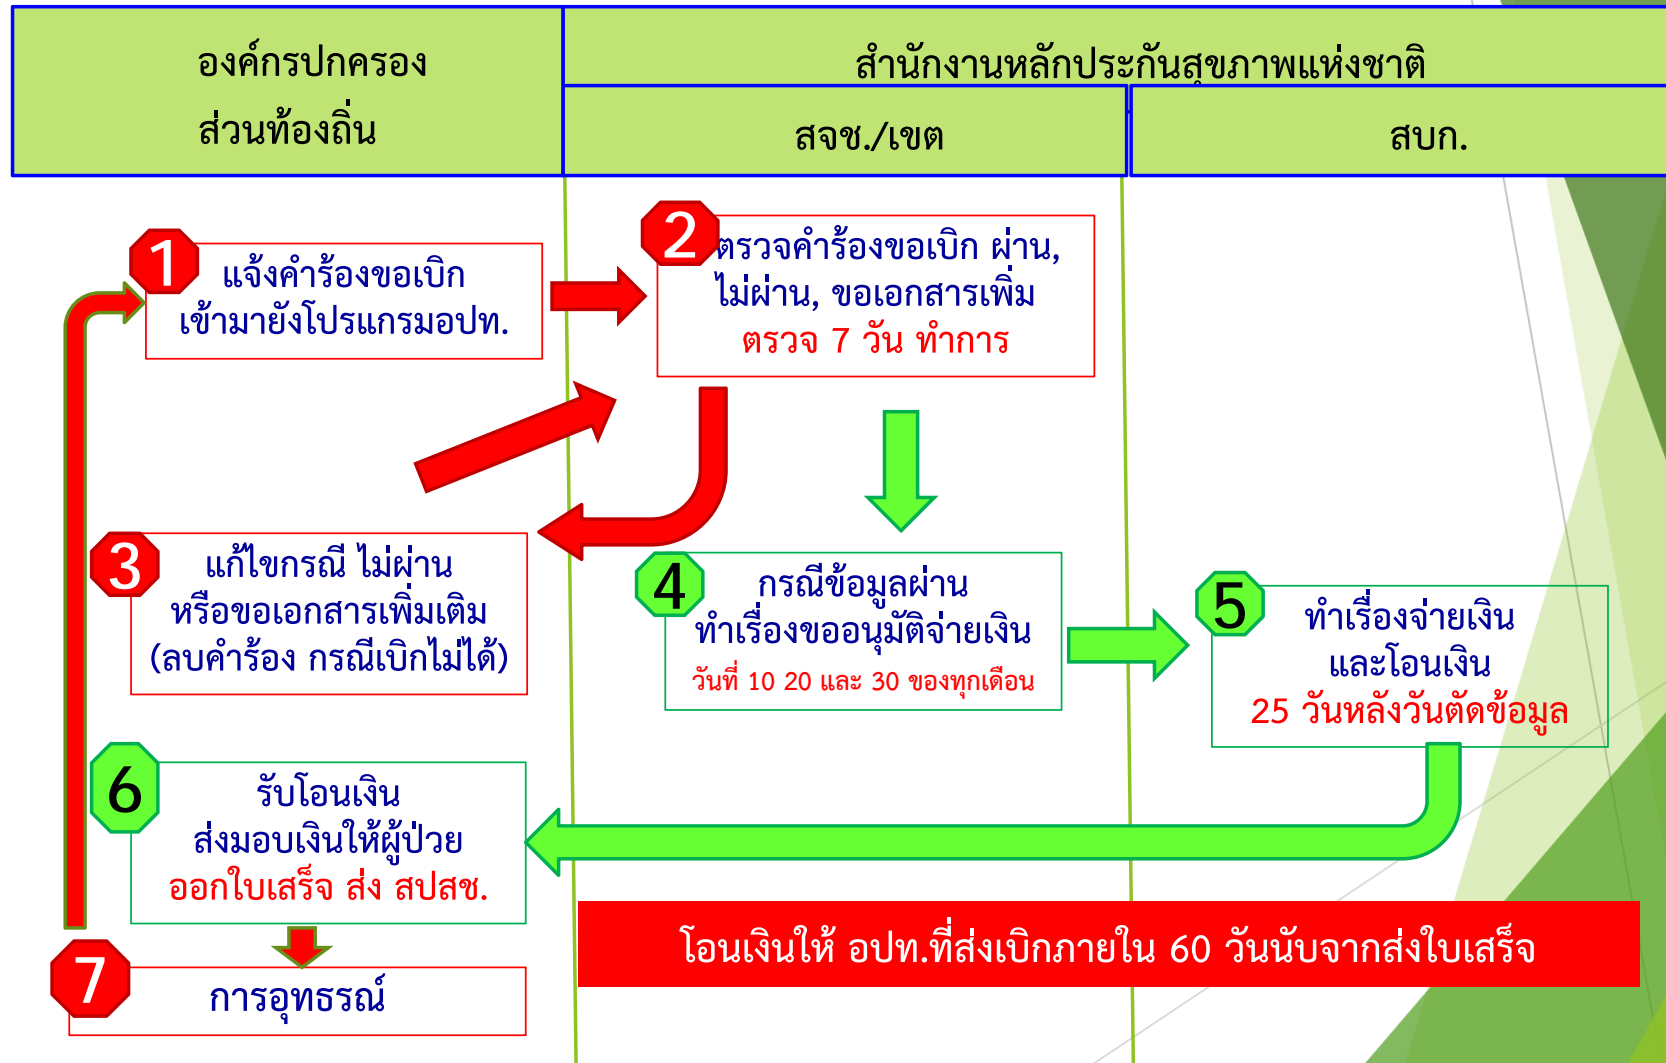 องค์กรปกครอง
ส่วนท้องถิ่น
สำนักงานหลักประกันสุขภาพแห่งชาติ
สจช./เขต
สบก.
1
แจ้งคำร้องขอเบิก
เข้ามายังโปรแกรมอปท.
2
ตรวจคำร้องขอเบิก ผ่าน,
ไม่ผ่าน, ขอเอกสารเพิ่ม
ตรวจ 7 วัน ทำการ
3
แก้ไขกรณี ไม่ผ่าน
หรือขอเอกสารเพิ่มเติม
(ลบคำร้อง กรณีเบิกไม่ได้)
4
กรณีข้อมูลผ่าน
ทำเรื่องขออนุมัติจ่ายเงิน
วันที่ 10 20 และ 30 ของทุกเดือน
5
ทำเรื่องจ่ายเงิน
และโอนเงิน
25 วันหลังวันตัดข้อมูล
6
รับโอนเงิน
ส่งมอบเงินให้ผู้ป่วย
ออกใบเสร็จ ส่ง สปสช.
โอนเงินให้ อปท.ที่ส่งเบิกภายใน 60 วันนับจากส่งใบเสร็จ
7
การอุทธรณ์